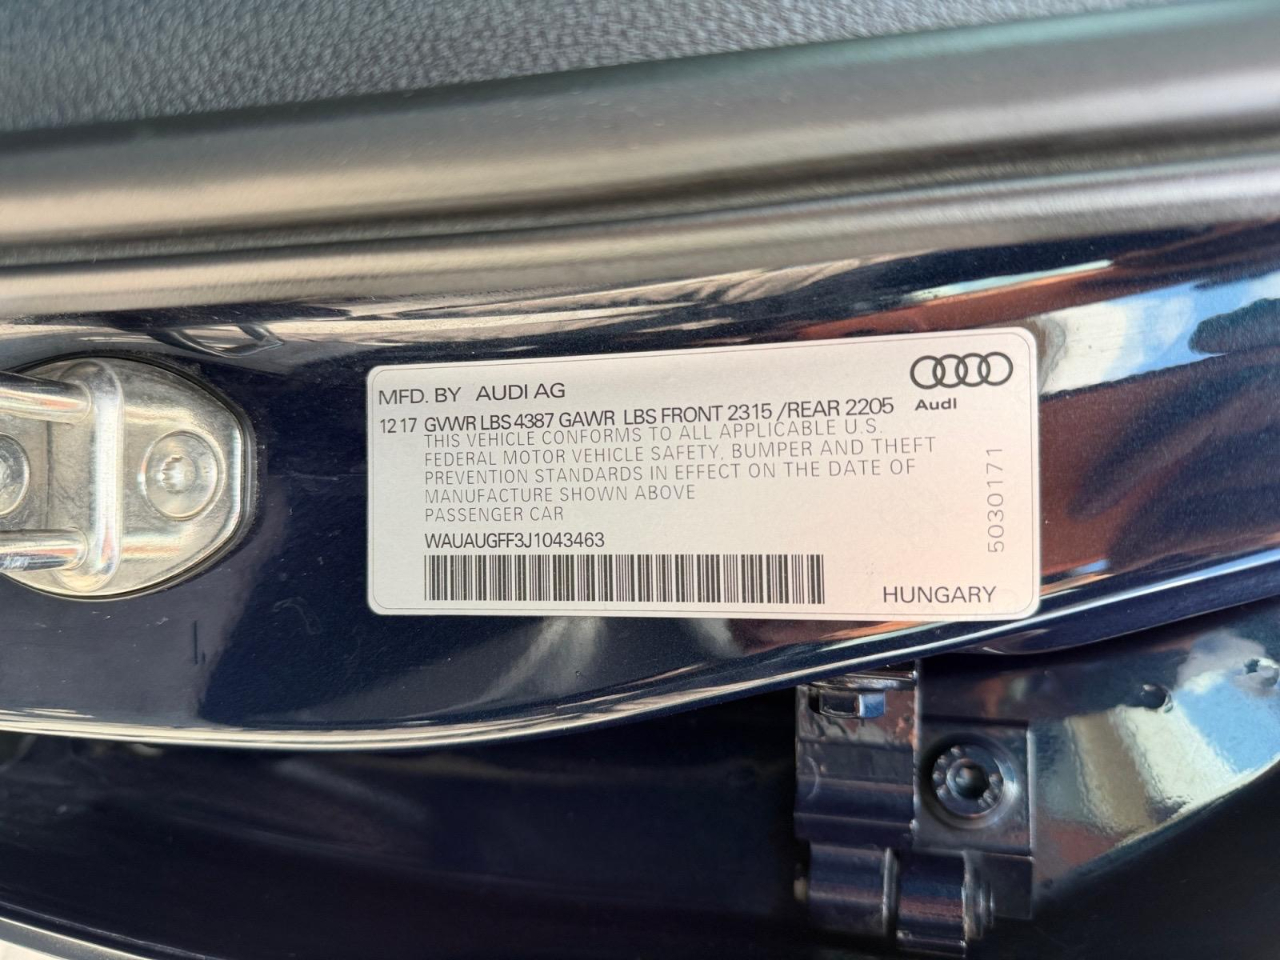 MFD. BY AUDI AG
Audi
12 17 GVWR LBS 4387 GAWR LBS FRONT 2315 /REAR 2205
THIS VEHICLE CONFORMS TO ALL APPLICABLE U.S.
FEDERAL MOTOR VEHICLE SAFETY, BUMPER AND THEFT
PREVENTION STANDARDS IN EFFECT ON THE DATE OF
MANUFACTURE SHOWN ABOVE
PASSENGER CAR
WAUAUGFF3J1043463
HUNGARY
5030171